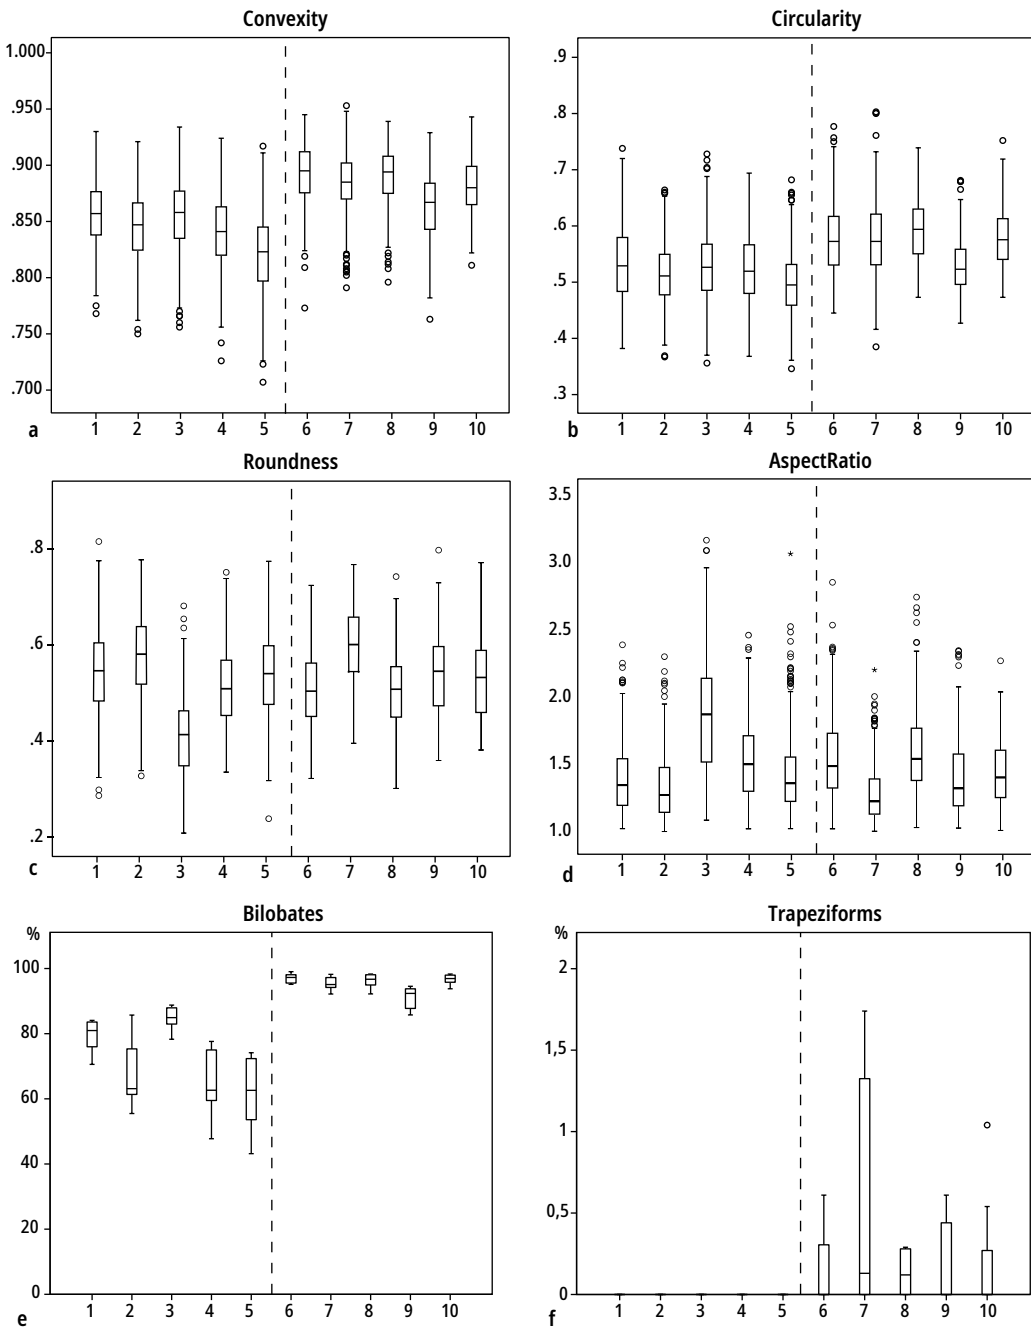 Convexity
1.000
.950
.900
.850
.800
.750
.700
1 2 3 4 5 6 7 8 9 10
a
Circularity
.9
.8
.7
.6
.5
.4
.3
1 2 3 4 5 6 7 8 9 10
b
Roundness
.8
.6
.4
.2
1 2 3 4 5 6 7 8 9 10
c
AspectRatio
3.5
3.0
2.5
2.0
1.5
1.0
1 2 3 4 5 6 7 8 9 10
d
Bilobates
%
100
80
60
40
20
0
1 2 3 4 5 6 7 8 9 10
e
Trapeziforms
%
2
1,5
1
0,5
0
1 2 3 4 5 6 7 8 9 10
f